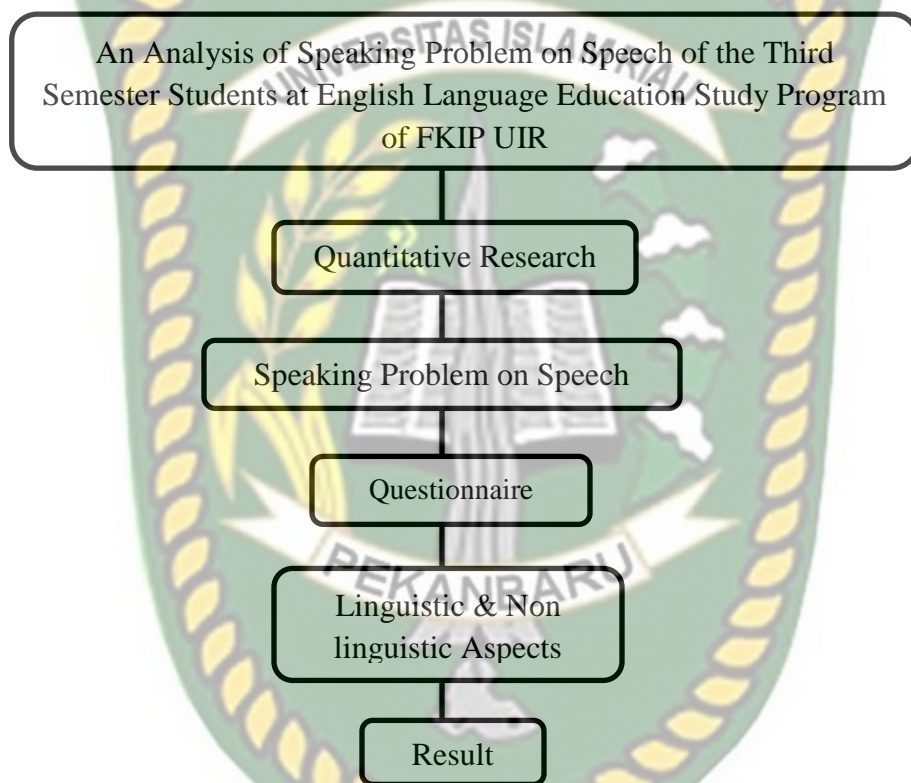 An Analysis of Speaking Problem on Speech of the Third
Semester Students at English Language Education Study Program
of FKIP UIR
UNIVERSITAS ISLAM RIAU
Quantitative Research
Speaking Problem on Speech
Questionnaire
PEKANBARU
Linguistic & Non
linguistic Aspects
Result